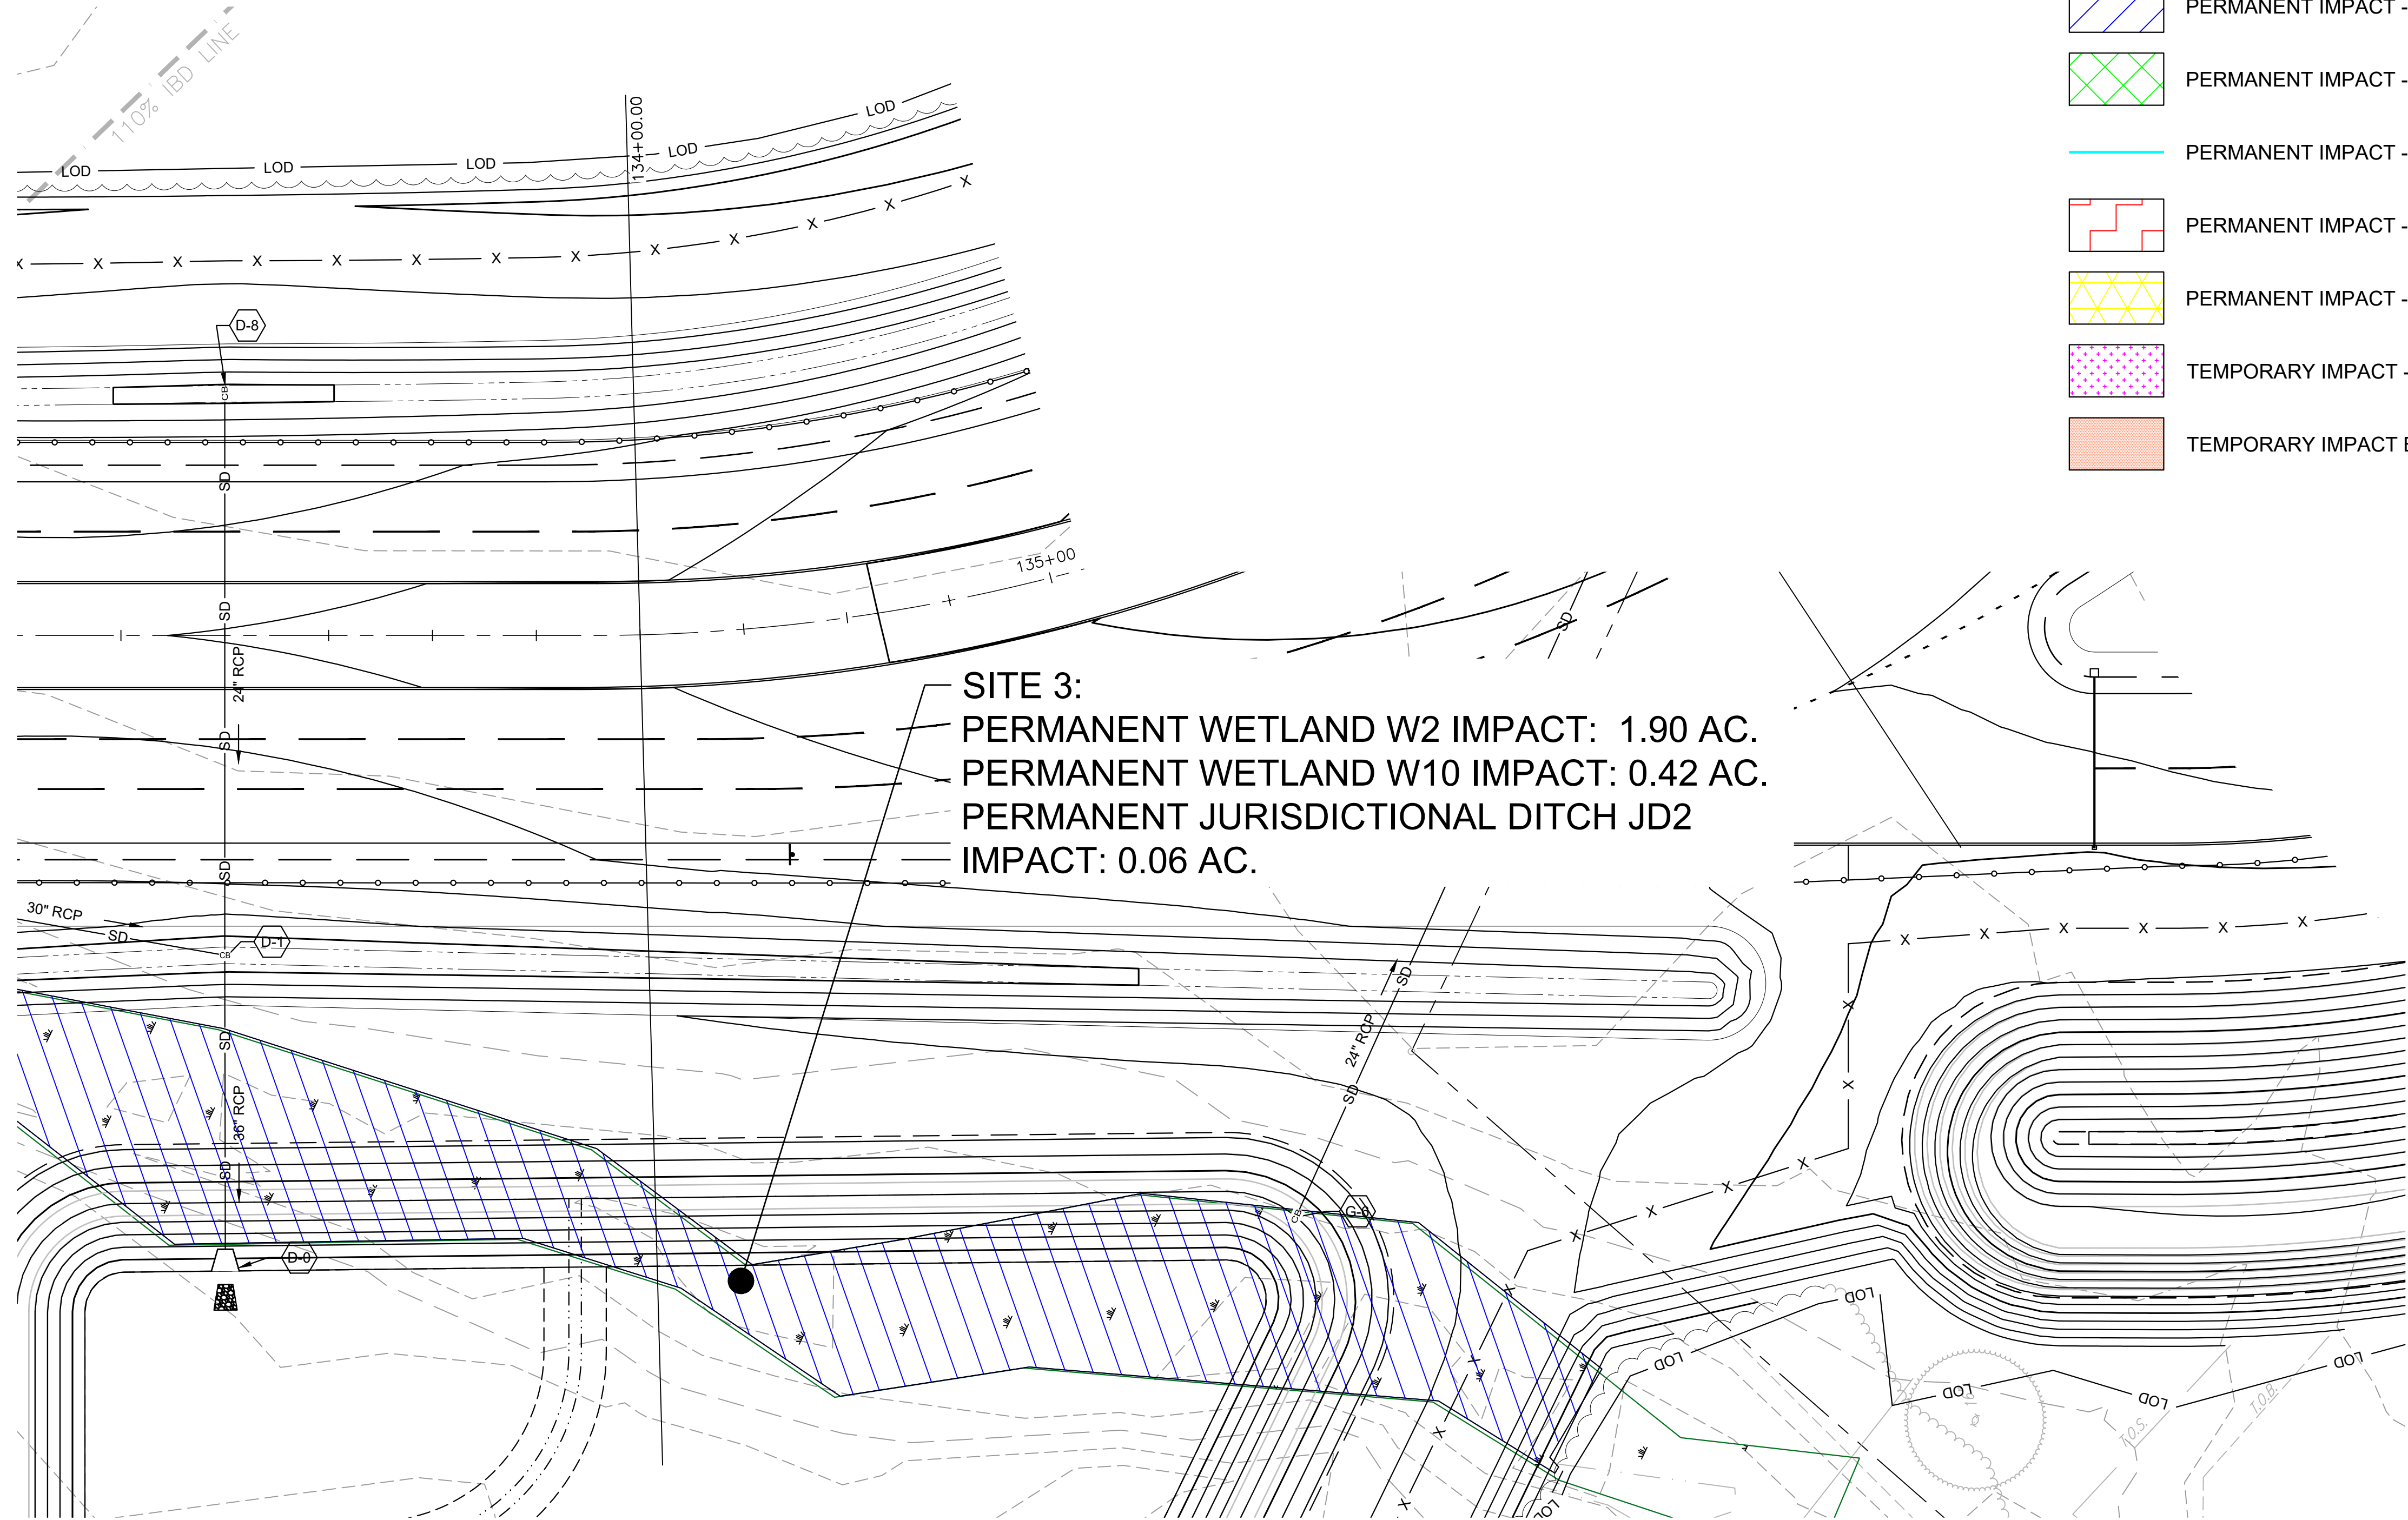 PERMANENT IMPACT -
PERMANENT IMPACT -
PERMANENT IMPACT -
PERMANENT IMPACT -
PERMANENT IMPACT -
TEMPORARY IMPACT -
TEMPORARY IMPACT
110% IBD LINE
134+00.00
LOD
LOD
LOD
LOD
LOD
X X X X X X X X X X X X X
D-8
CB
SD
SD
24" RCP
SD
SD
135+00
SD
SITE 3:
PERMANENT WETLAND W2 IMPACT: 1.90 AC.
PERMANENT WETLAND W10 IMPACT: 0.42 AC.
PERMANENT JURISDICTIONAL DITCH JD2
IMPACT: 0.06 AC.
30" RCP
SD
D-1
CB
SD
36" RCP
SD
D-0
SD
24" RCP
SD
CB
G-6
X X X X X X
X
X
X X X X X
X
X
X
X
LOD
LOD
LOD
LOD
LOD
LOD
T.O.S.
T.O.B.